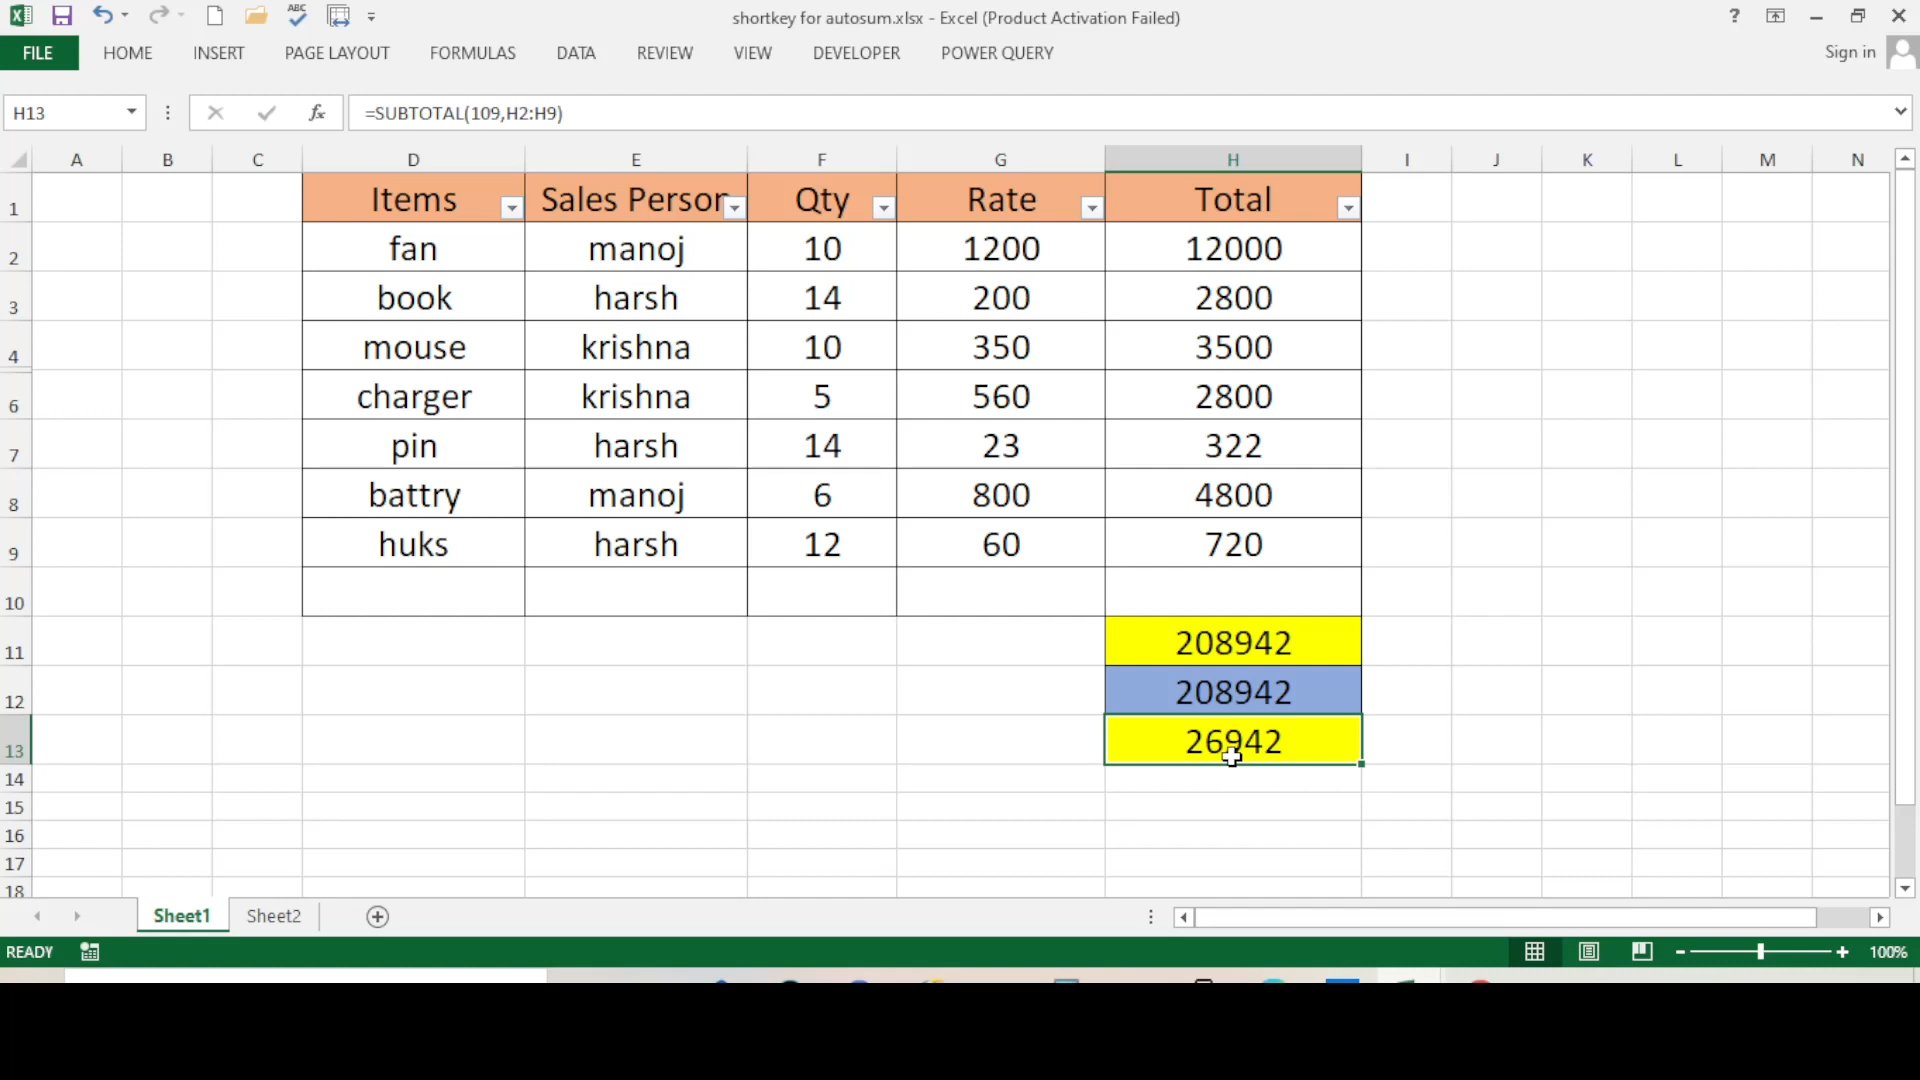 ABC
shortkey for autosum.xlsx - Excel (Product Activation Failed)
?
FILE HOME INSERT PAGE LAYOUT FORMULAS DATA REVIEW VIEW DEVELOPER POWER QUERY Sign in
H13 fx =SUBTOTAL(109,H2:H9)
A B C D E F G H I J K L M N
1 Items Sales Person Qty Rate Total
2 fan manoj 10 1200 12000
3 book harsh 14 200 2800
4 mouse krishna 10 350 3500
6 charger krishna 5 560 2800
7 pin harsh 14 23 322
8 battry manoj 6 800 4800
9 huks harsh 12 60 720
10
11 208942
12 208942
13 26942
14
15
16
17
18
Sheet1 Sheet2
READY 100%